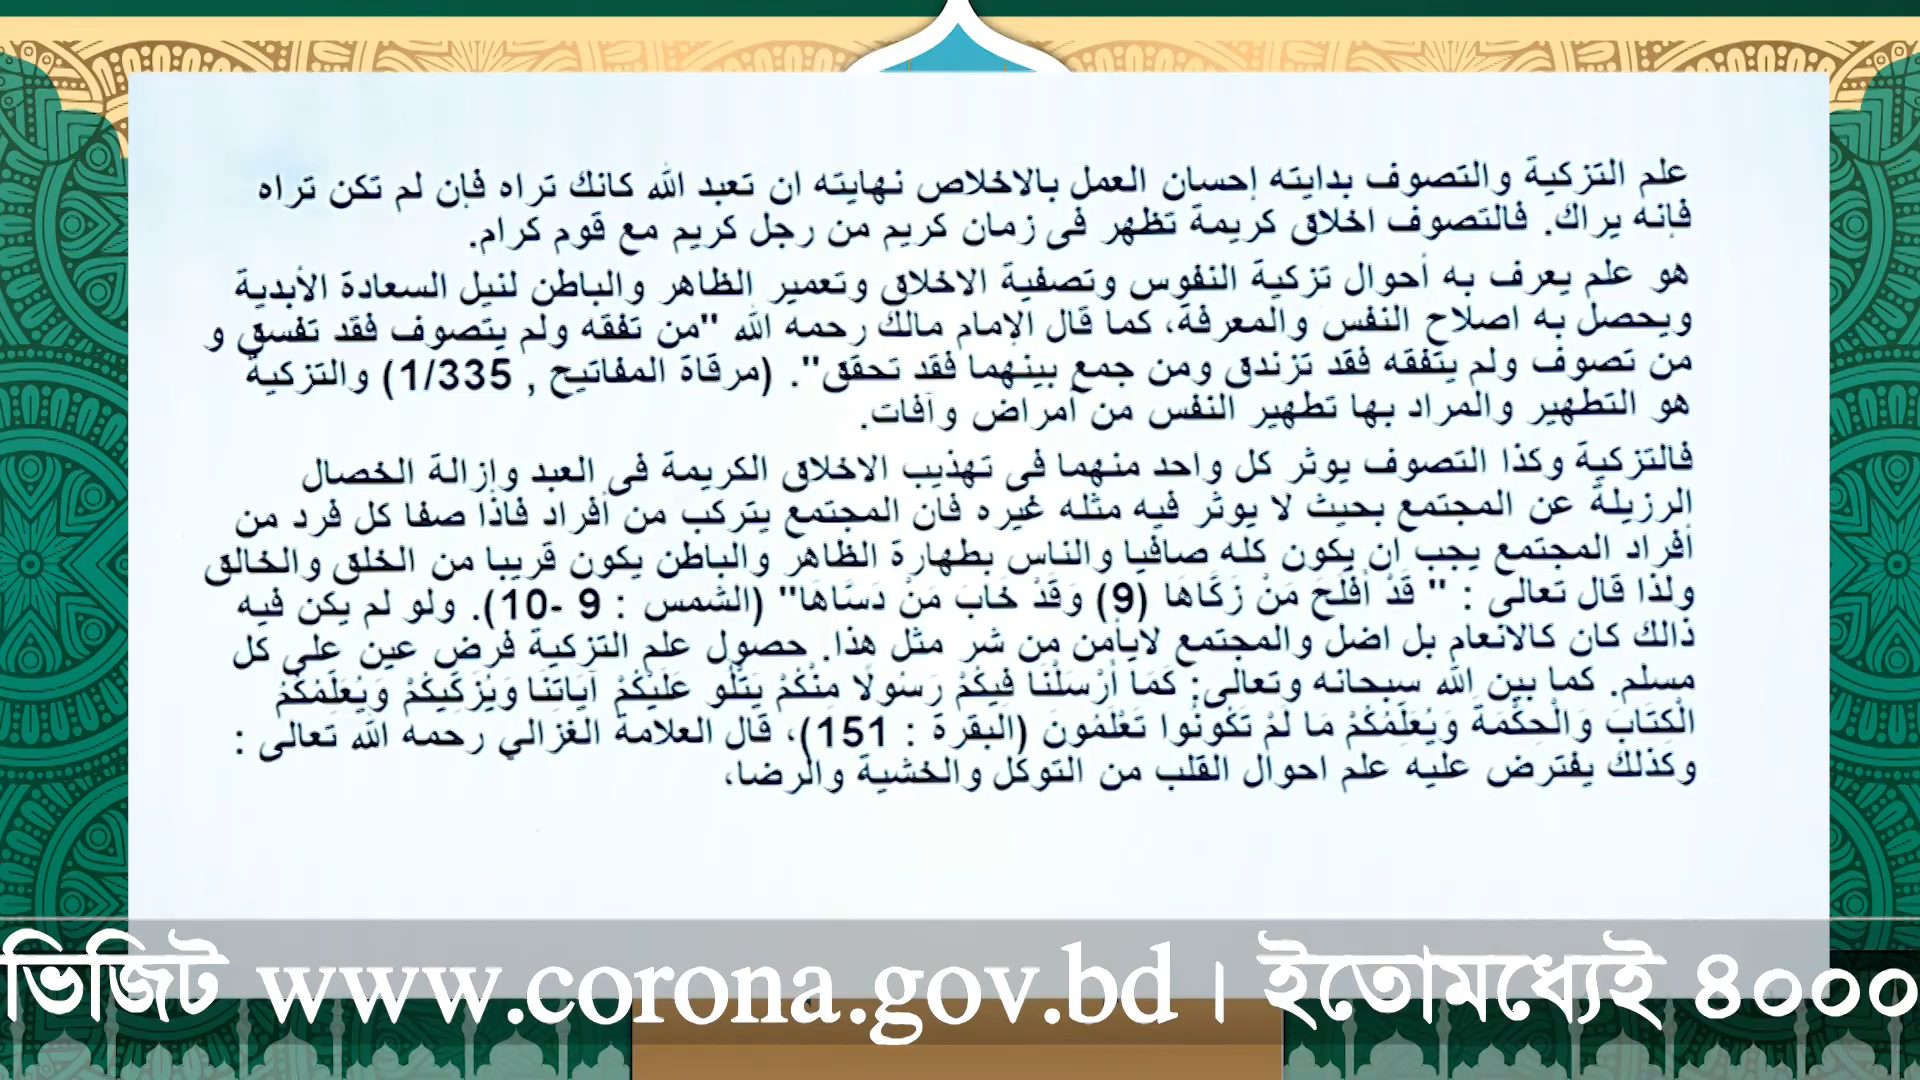 علم التزكية والتصوف بدايته إحسان العمل بالاخلاص نهايته ان تعبد الله كانك تراه فإن لم تكن تراه
فإنه يراك. فالتصوف اخلاق كريمة تظهر فى زمان كريم من رجل كريم مع قوم كرام.
هو علم يعرف به أحوال تزكية النفوس وتصفية الاخلاق وتعمير الظاهر والباطن لنيل السعادة الأبدية
ويحصل به اصلاح النفس والمعرفة، كما قال الإمام مالك رحمه الله "من تفقه ولم يتصوف فقد تفسق و
من تصوف ولم يتفقه فقد تزندق ومن جمع بينهما فقد تحقق". (مرقاة المفاتيح , 1/335) والتزكية
هو التطهير والمراد بها تطهير النفس من أمراض وآفات.
فالتزكية وكذا التصوف يوثر كل واحد منهما فى تهذيب الاخلاق الكريمة فى العبد وإزالة الخصال
الرزيلة عن المجتمع بحيث لا يوثر فيه مثله غيره فان المجتمع يتركب من أفراد فاذا صفا كل فرد من
أفراد المجتمع يجب ان يكون كله صافيا والناس بطهارة الظاهر والباطن يكون قريبا من الخلق والخالق
ولذا قال تعالى : " قَدْ أَفْلَحَ مَنْ زَكَّاهَا (9) وَقَدْ خَابَ مَنْ دَسَّاهَا" (الشمس : 9 -10). ولو لم يكن فيه
ذالك كان كالانعام بل اضل والمجتمع لايأمن من شر مثل هذا. حصول علم التزكية فرض عين على كل
مسلم. كما بين الله سبحانه وتعالى: كَمَا أَرْسَلْنَا فِيكُمْ رَسُولًا مِنْكُمْ يَتْلُو عَلَيْكُمْ آيَاتِنَا وَيُزَكِّيكُمْ وَيُعَلِّمُكُمُ
الْكِتَابَ وَالْحِكْمَةَ وَيُعَلِّمُكُمْ مَا لَمْ تَكُونُوا تَعْلَمُونَ (البقرة : 151)، قال العلامة الغزالي رحمه الله تعالى :
وكذلك يفترض عليه علم احوال القلب من التوكل والخشية والرضا،
ভিজিট www.corona.gov.bd । ইতোমধ্যেই ৪০০০